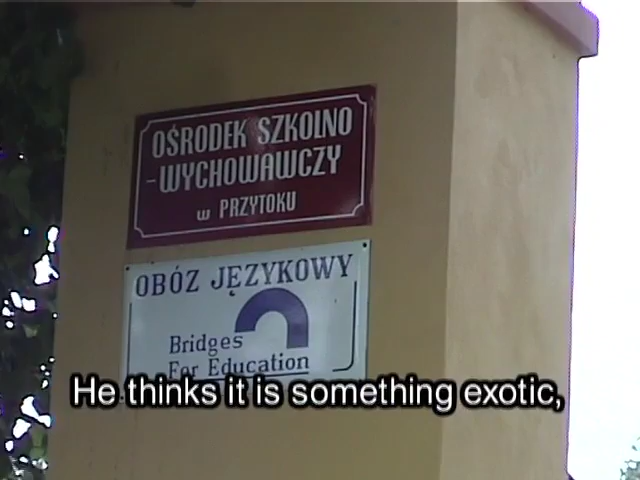 OŚRODEK SZKOLNO
-WYCHOWAWCZY
w PRZYTOKU
OBÓZ JĘZYKOWY
Bridges
For Education
He thinks it is something exotic,